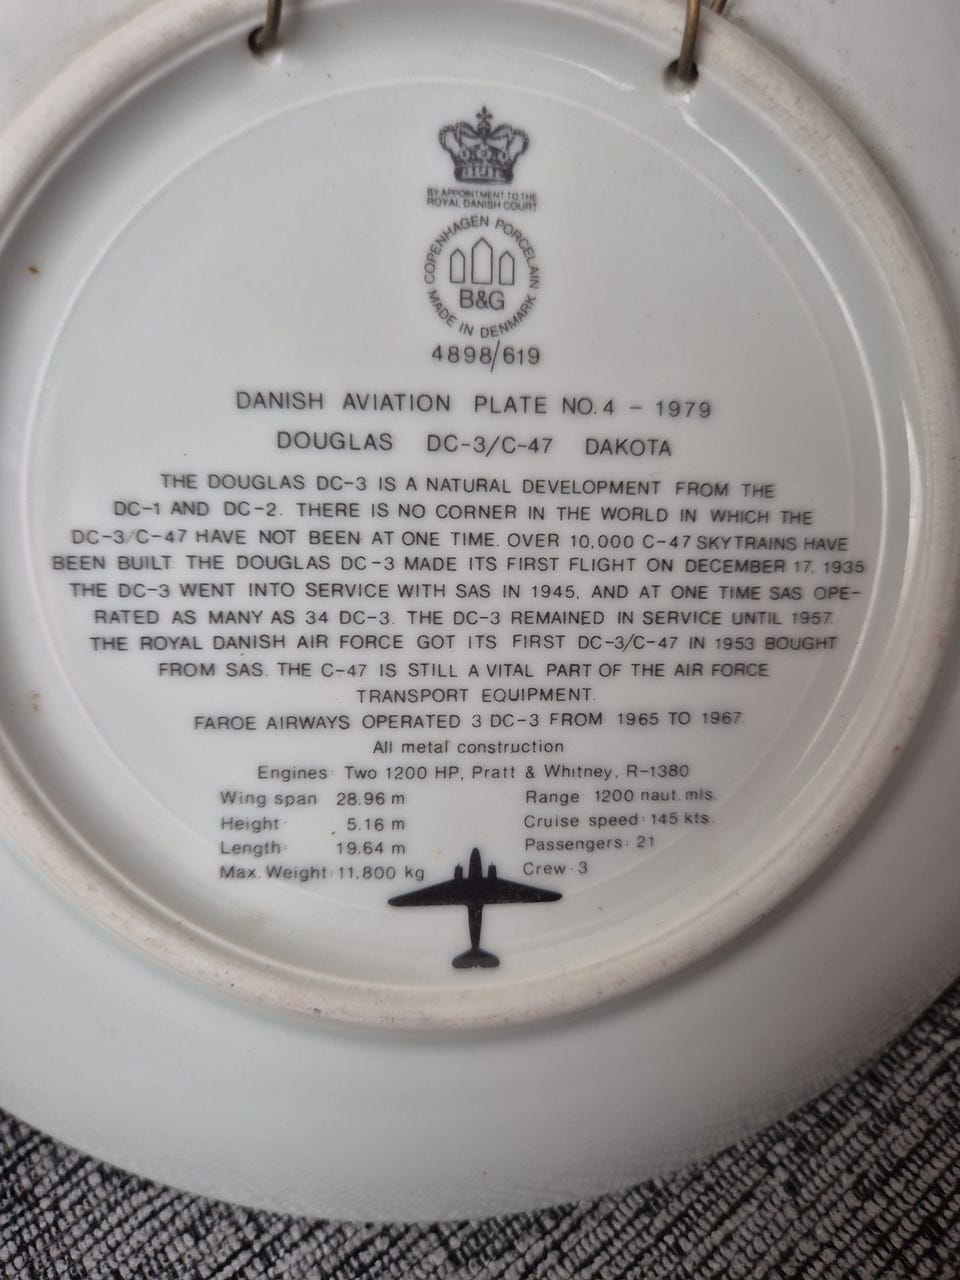 BY APPOINTMENT TO THE
ROYAL DANISH COURT
COPENHAGEN PORCELAIN
B&G
MADE IN DENMARK
4898/619
DANISH AVIATION PLATE NO. 4 - 1979
DOUGLAS DC-3/C-47 DAKOTA
THE DOUGLAS DC-3 IS A NATURAL DEVELOPMENT FROM THE
DC-1 AND DC-2. THERE IS NO CORNER IN THE WORLD IN WHICH THE
DC-3/C-47 HAVE NOT BEEN AT ONE TIME. OVER 10,000 C-47 SKYTRAINS HAVE
BEEN BUILT. THE DOUGLAS DC-3 MADE ITS FIRST FLIGHT ON DECEMBER 17, 1935
THE DC-3 WENT INTO SERVICE WITH SAS IN 1945, AND AT ONE TIME SAS OPE-
RATED AS MANY AS 34 DC-3. THE DC-3 REMAINED IN SERVICE UNTIL 1957.
THE ROYAL DANISH AIR FORCE GOT ITS FIRST DC-3/C-47 IN 1953 BOUGHT
FROM SAS. THE C-47 IS STILL A VITAL PART OF THE AIR FORCE
TRANSPORT EQUIPMENT.
FAROE AIRWAYS OPERATED 3 DC-3 FROM 1965 TO 1967.
All metal construction
Engines: Two 1200 HP, Pratt & Whitney, R-1380
Wing span 28.96 m
Height: 5.16 m
Length: 19.64 m
Max. Weight: 11,800 kg
Range 1200 naut. mls.
Cruise speed: 145 kts.
Passengers: 21
Crew: 3